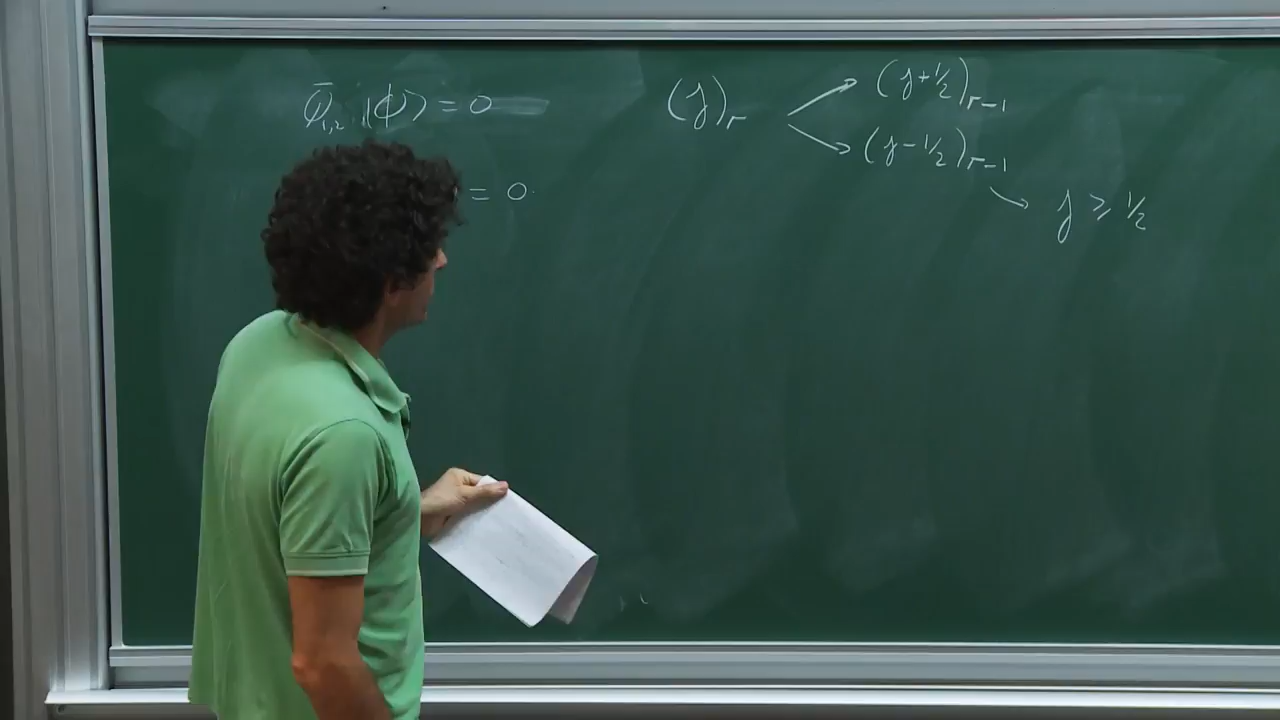 ψ̄₁,₂ |ψ⟩ = 0
= 0.
(j)ᵣ → (j+½)ᵣ₋₁
→ (j-½)ᵣ₋₁
→ j ≥ ½